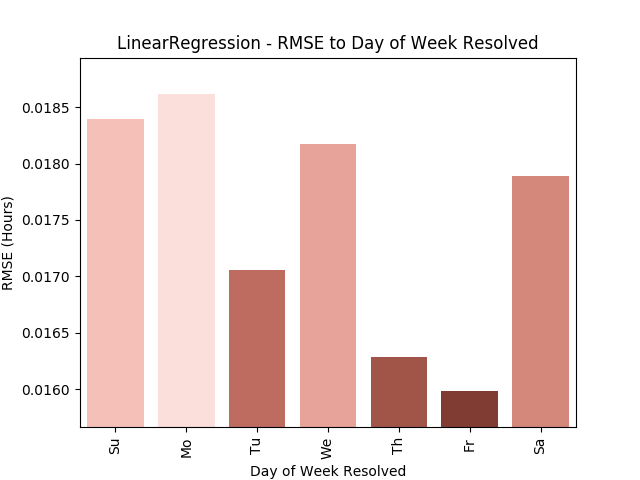 LinearRegression - RMSE to Day of Week Resolved
RMSE (Hours)
0.0185
0.0180
0.0175
0.0170
0.0165
0.0160
Su
Mo
Tu
We
Th
Fr
Sa
Day of Week Resolved